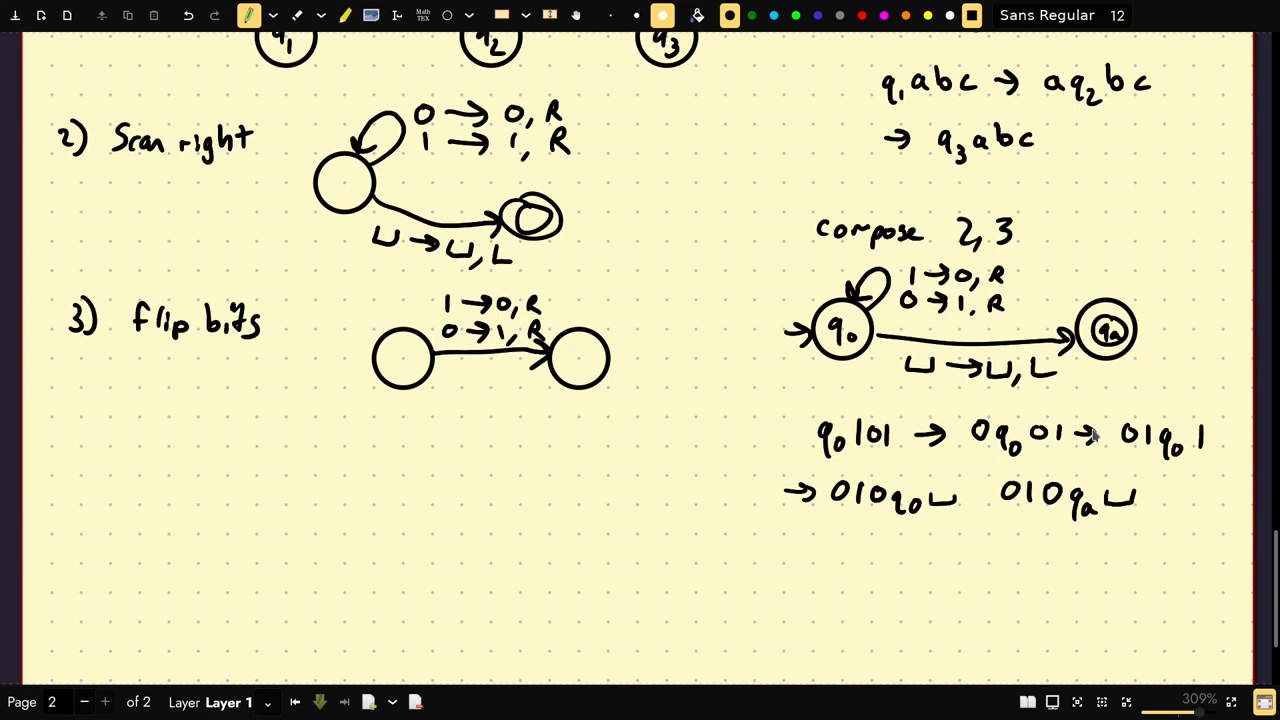 Math
TEX
Sans Regular 12
q₁ q₂ q₃
q₁abc → aq₂bc
→ q₃abc
2) Scan right
0 → 0, R
1 → 1, R
⊔ → ⊔, L
3) flip bits
1 → 0, R
0 → 1, R
compose 2, 3
1 → 0, R
0 → 1, R
→ q₀ qₐ
⊔ → ⊔, L
q₀101 → 0q₀01 → 01q₀1
→ 010q₀⊔ 010qₐ⊔
Page 2 of 2 Layer Layer 1 309%